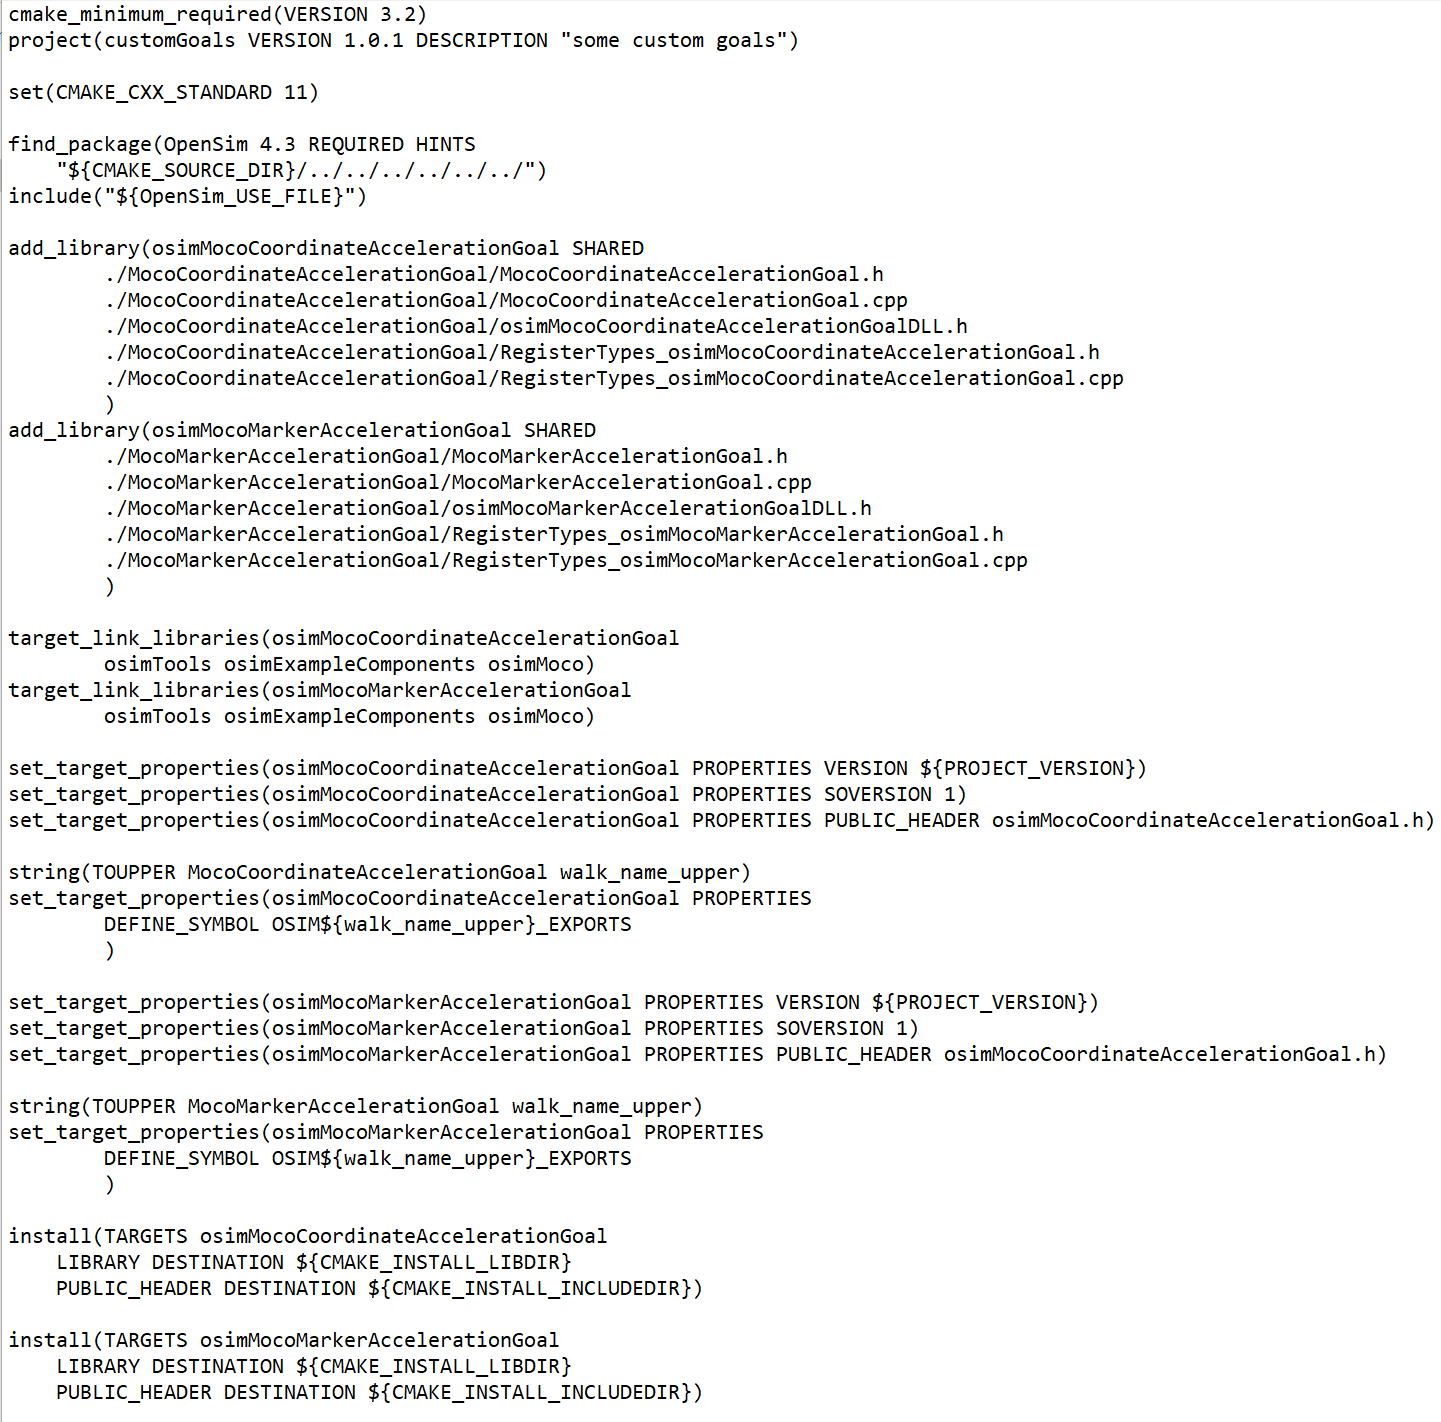 cmake_minimum_required(VERSION 3.2)
project(customGoals VERSION 1.0.1 DESCRIPTION "some custom goals")

set(CMAKE_CXX_STANDARD 11)

find_package(OpenSim 4.3 REQUIRED HINTS
    "${CMAKE_SOURCE_DIR}/../../../../../../")
include("${OpenSim_USE_FILE}")

add_library(osimMocoCoordinateAccelerationGoal SHARED
        ./MocoCoordinateAccelerationGoal/MocoCoordinateAccelerationGoal.h
        ./MocoCoordinateAccelerationGoal/MocoCoordinateAccelerationGoal.cpp
        ./MocoCoordinateAccelerationGoal/osimMocoCoordinateAccelerationGoalDLL.h
        ./MocoCoordinateAccelerationGoal/RegisterTypes_osimMocoCoordinateAccelerationGoal.h
        ./MocoCoordinateAccelerationGoal/RegisterTypes_osimMocoCoordinateAccelerationGoal.cpp
        )
add_library(osimMocoMarkerAccelerationGoal SHARED
        ./MocoMarkerAccelerationGoal/MocoMarkerAccelerationGoal.h
        ./MocoMarkerAccelerationGoal/MocoMarkerAccelerationGoal.cpp
        ./MocoMarkerAccelerationGoal/osimMocoMarkerAccelerationGoalDLL.h
        ./MocoMarkerAccelerationGoal/RegisterTypes_osimMocoMarkerAccelerationGoal.h
        ./MocoMarkerAccelerationGoal/RegisterTypes_osimMocoMarkerAccelerationGoal.cpp
        )

target_link_libraries(osimMocoCoordinateAccelerationGoal
        osimTools osimExampleComponents osimMoco)
target_link_libraries(osimMocoMarkerAccelerationGoal
        osimTools osimExampleComponents osimMoco)

set_target_properties(osimMocoCoordinateAccelerationGoal PROPERTIES VERSION ${PROJECT_VERSION})
set_target_properties(osimMocoCoordinateAccelerationGoal PROPERTIES SOVERSION 1)
set_target_properties(osimMocoCoordinateAccelerationGoal PROPERTIES PUBLIC_HEADER osimMocoCoordinateAccelerationGoal.h)

string(TOUPPER MocoCoordinateAccelerationGoal walk_name_upper)
set_target_properties(osimMocoCoordinateAccelerationGoal PROPERTIES
        DEFINE_SYMBOL OSIM${walk_name_upper}_EXPORTS
        )

set_target_properties(osimMocoMarkerAccelerationGoal PROPERTIES VERSION ${PROJECT_VERSION})
set_target_properties(osimMocoMarkerAccelerationGoal PROPERTIES SOVERSION 1)
set_target_properties(osimMocoMarkerAccelerationGoal PROPERTIES PUBLIC_HEADER osimMocoCoordinateAccelerationGoal.h)

string(TOUPPER MocoMarkerAccelerationGoal walk_name_upper)
set_target_properties(osimMocoMarkerAccelerationGoal PROPERTIES
        DEFINE_SYMBOL OSIM${walk_name_upper}_EXPORTS
        )

install(TARGETS osimMocoCoordinateAccelerationGoal
    LIBRARY DESTINATION ${CMAKE_INSTALL_LIBDIR}
    PUBLIC_HEADER DESTINATION ${CMAKE_INSTALL_INCLUDEDIR})

install(TARGETS osimMocoMarkerAccelerationGoal
    LIBRARY DESTINATION ${CMAKE_INSTALL_LIBDIR}
    PUBLIC_HEADER DESTINATION ${CMAKE_INSTALL_INCLUDEDIR})